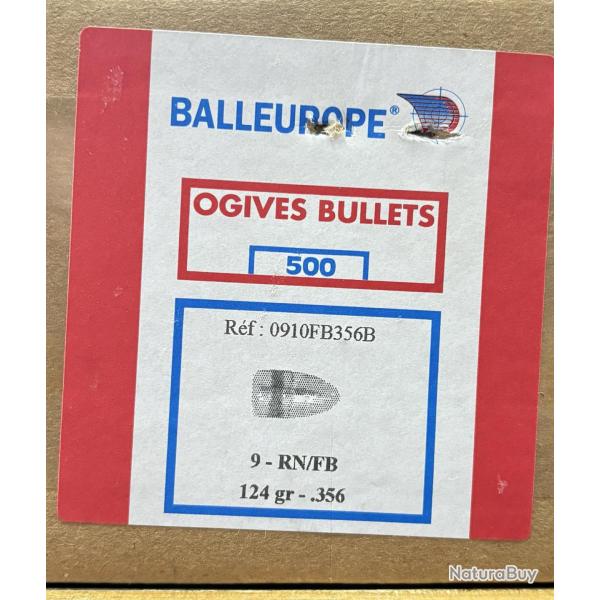 BALLEUROPE®
OGIVES BULLETS
500
Réf : 0910FB356B
9 - RN/FB
124 gr - .356
NaturaBuy